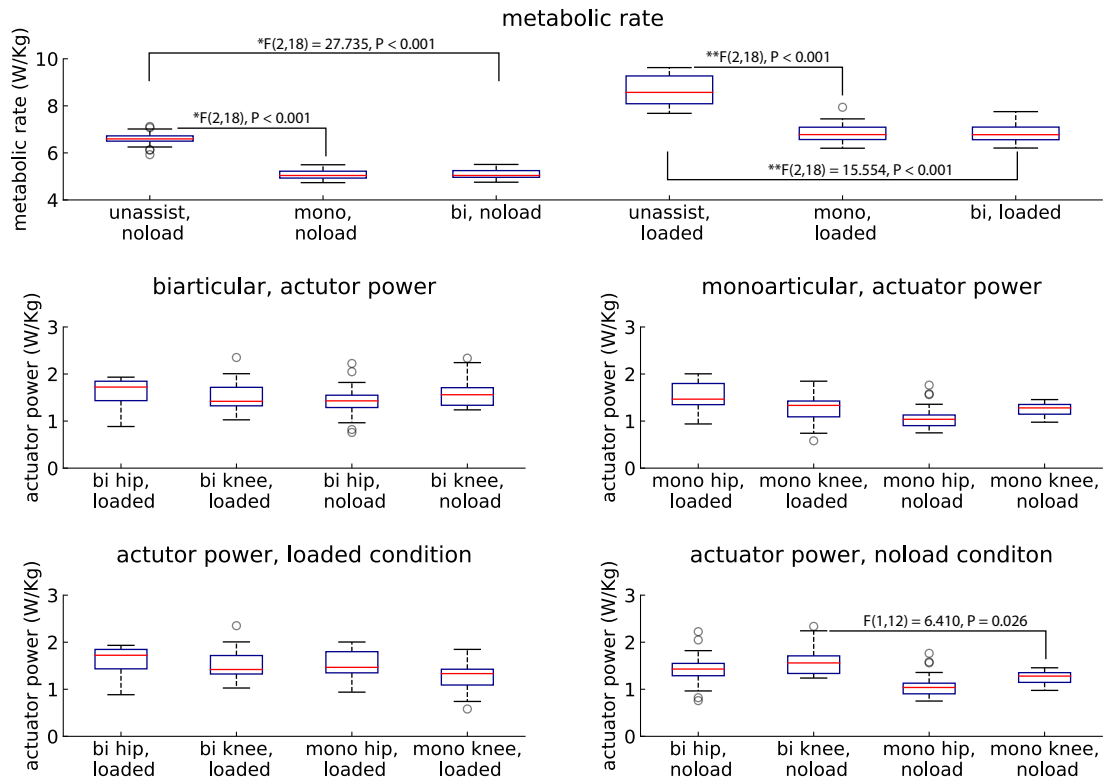 metabolic rate
metabolic rate (W/Kg)
10
8
6
4
*F(2,18) = 27.735, P < 0.001
*F(2,18), P < 0.001
**F(2,18), P < 0.001
**F(2,18) = 15.554, P < 0.001
unassist,
noload
mono,
noload
bi, noload
unassist,
loaded
mono,
loaded
bi, loaded
biarticular, actutor power
actuator power (W/Kg)
3
2
1
0
bi hip,
loaded
bi knee,
loaded
bi hip,
noload
bi knee,
noload
monoarticular, actuator power
actuator power (W/Kg)
3
2
1
0
mono hip,
loaded
mono knee,
loaded
mono hip,
noload
mono knee,
noload
actutor power, loaded condition
actuator power (W/Kg)
3
2
1
0
bi hip,
loaded
bi knee,
loaded
mono hip,
loaded
mono knee,
loaded
actuator power, noload conditon
actuator power (W/Kg)
3
2
1
0
F(1,12) = 6.410, P = 0.026
bi hip,
noload
bi knee,
noload
mono hip,
noload
mono knee,
noload